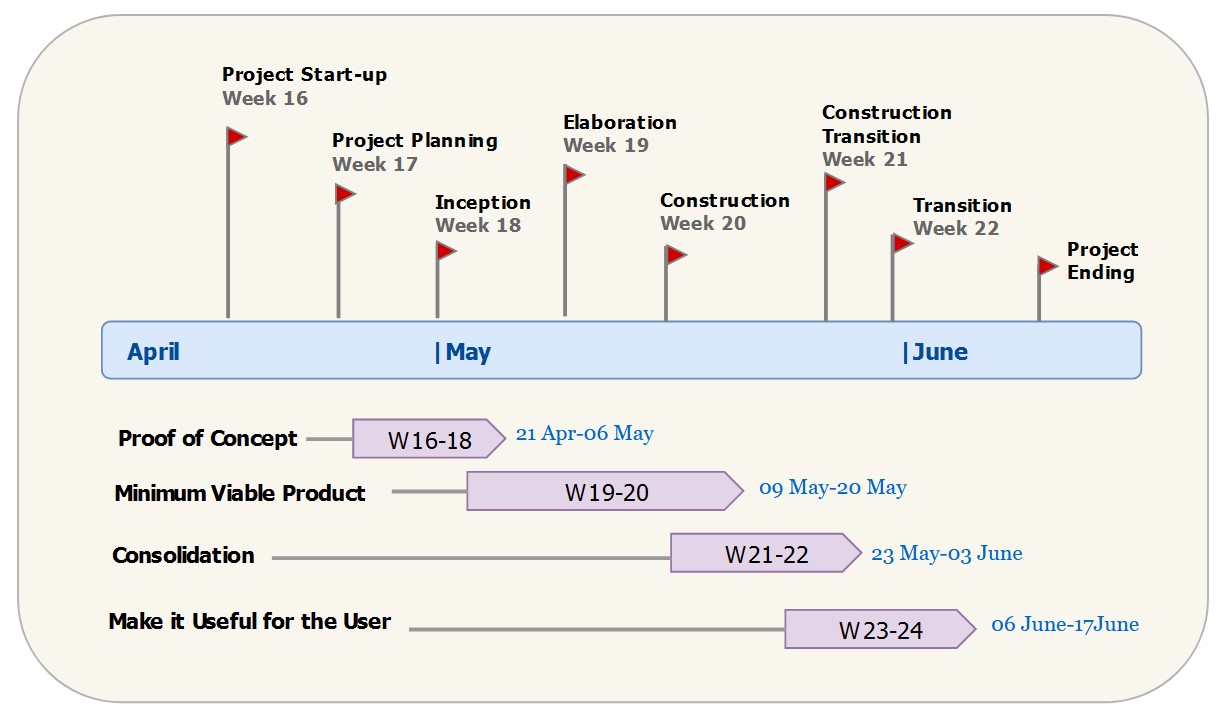 Project Start-up
Week 16
Project Planning
Week 17
Inception
Week 18
Elaboration
Week 19
Construction
Week 20
Construction
Transition
Week 21
Transition
Week 22
Project
Ending
April |May |June
Proof of Concept W16-18 21 Apr-06 May
Minimum Viable Product W19-20 09 May-20 May
Consolidation W21-22 23 May-03 June
Make it Useful for the User W23-24 06 June-17June